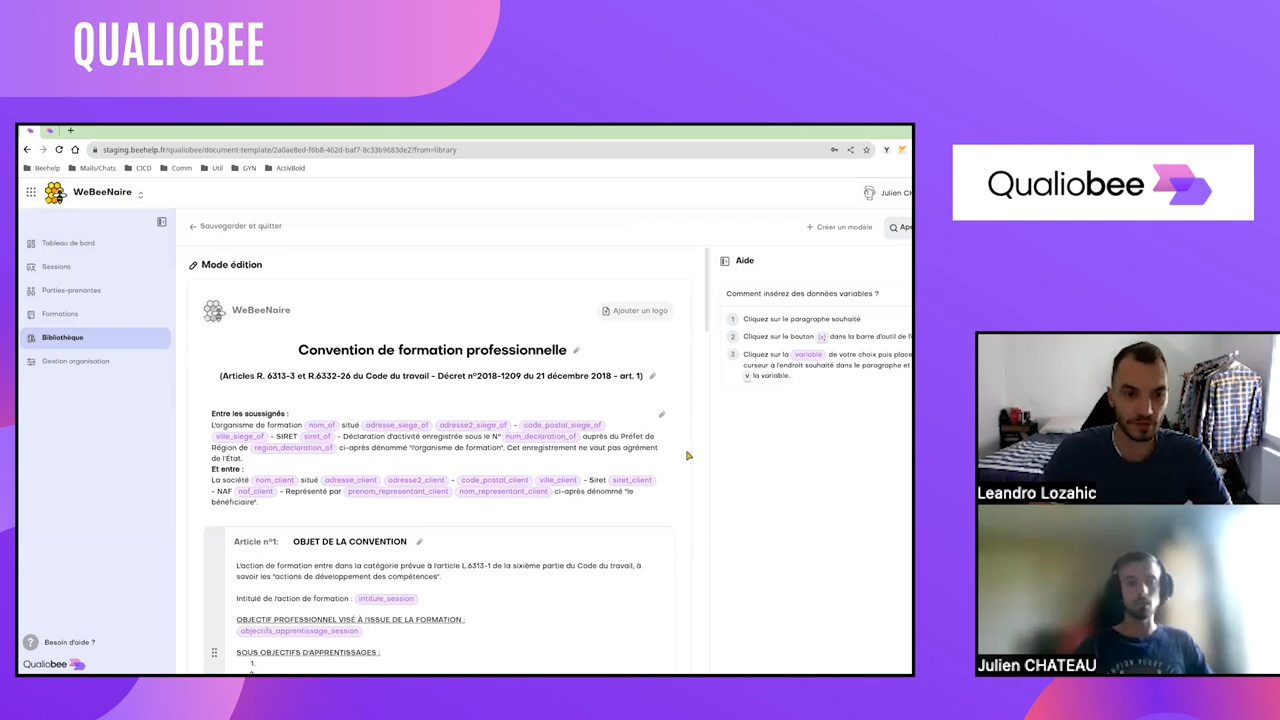 QUALIOBEE
staging.beehelp.fr/qualiobee/document-template/2a0ae8ed-f6b8-462d-baf7-8c33b9683de2?from=library
Beehelp Mails/Chats CICD Comm Util GYN ActivBold
WeBeeNaire
Julien CH
Tableau de bord
Sessions
Parties-prenantes
Formations
Bibliothèque
Gestion organisation
Besoin d'aide ?
Qualiobee
Sauvegarder et quitter
+ Créer un modèle
Ape
Mode édition
WeBeeNaire
Ajouter un logo
Convention de formation professionnelle
(Articles R. 6313-3 et R.6332-26 du Code du travail - Décret n°2018-1209 du 21 décembre 2018 - art. 1)
Entre les soussignés :
L'organisme de formation nom_of situé adresse_siege_of adresse2_siege_of - code_postal_siege_of
ville_siege_of - SIRET siret_of - Déclaration d'activité enregistrée sous le N° num_declaration_of auprès du Préfet de
Région de region_declaration_of ci-après dénommé "l'organisme de formation". Cet enregistrement ne vaut pas agrément
de l'État.
Et entre :
La société nom_client situé adresse_client adresse2_client - code_postal_client ville_client - Siret siret_client
- NAF naf_client - Représenté par prenom_representant_client nom_representant_client ci-après dénommé "le
bénéficiaire".
Article n°1: OBJET DE LA CONVENTION
L'action de formation entre dans la catégorie prévue à l'article L.6313-1 de la sixième partie du Code du travail, à
savoir les "actions de développement des compétences".
Intitulé de l'action de formation : intitule_session
OBJECTIF PROFESSIONNEL VISÉ À L'ISSUE DE LA FORMATION :
objectifs_apprentissage_session
SOUS OBJECTIFS D'APPRENTISSAGES :
1.
Aide
Comment insérez des données variables ?
1 Cliquez sur le paragraphe souhaité
2 Cliquez sur le bouton [x] dans la barre d'outil de l'
3 Cliquez sur la variable de votre choix puis place
curseur à l'endroit souhaité dans le paragraphe et
v la variable.
Qualiobee
Leandro Lozahic
Julien CHATEAU